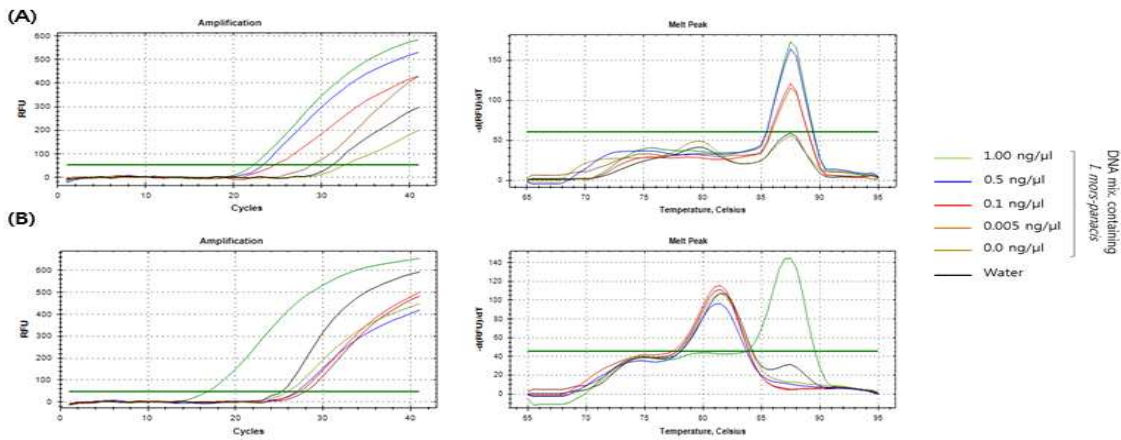 (A)
Amplification
RFU
600
500
400
300
200
100
0
0
10
20
30
40
Cycles
Melt Peak
-d(RFU)/dT
150
100
50
0
65
70
75
80
85
90
95
Temperature, Celsius
(B)
Amplification
RFU
600
500
400
300
200
100
0
0
10
20
30
40
Cycles
Melt Peak
-d(RFU)/dT
140
120
100
80
60
40
20
0
65
70
75
80
85
90
95
Temperature, Celsius
1.00 ng/µl
0.5 ng/µl
0.1 ng/µl
0.005 ng/µl
0.0 ng/µl
Water
DNA mix. containing
I. mors-panacis